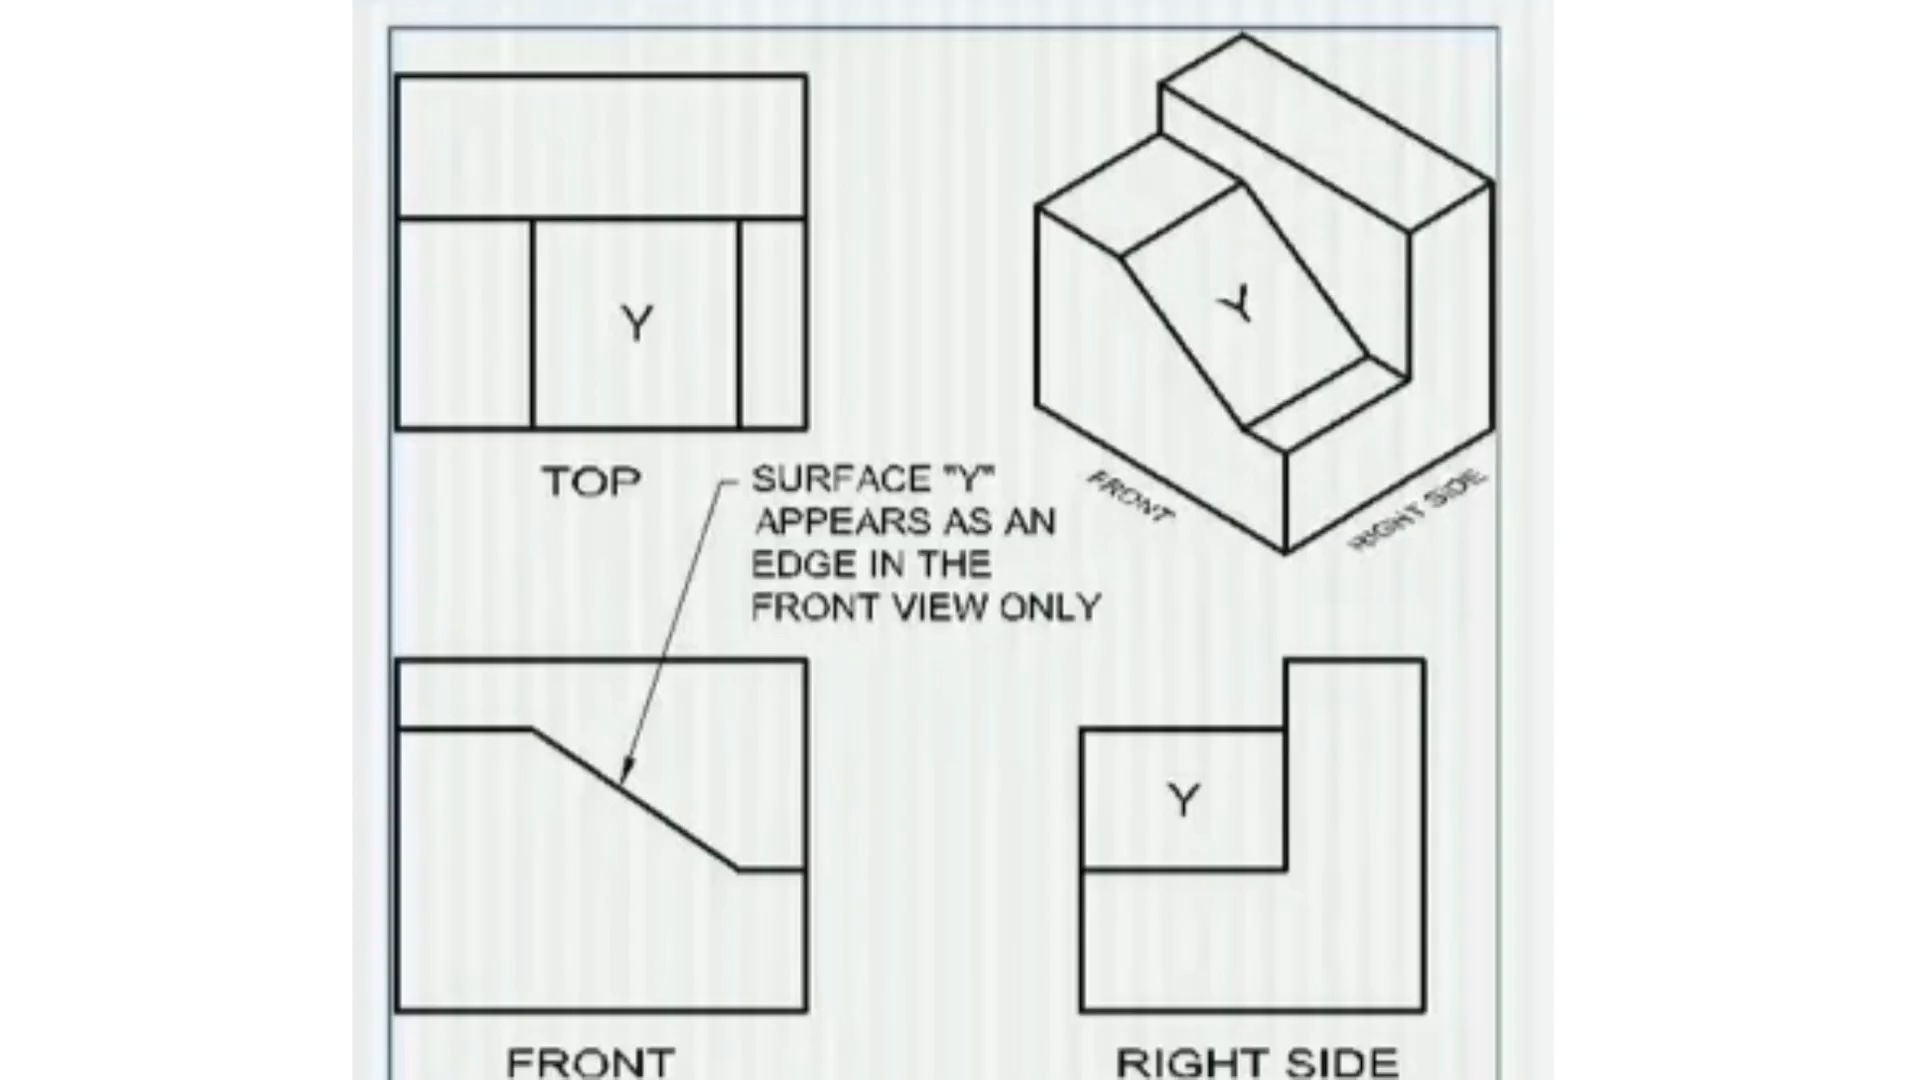 Y
Y
TOP
SURFACE "Y"
APPEARS AS AN
EDGE IN THE
FRONT VIEW ONLY
FRONT
RIGHT SIDE
Y
FRONT
RIGHT SIDE